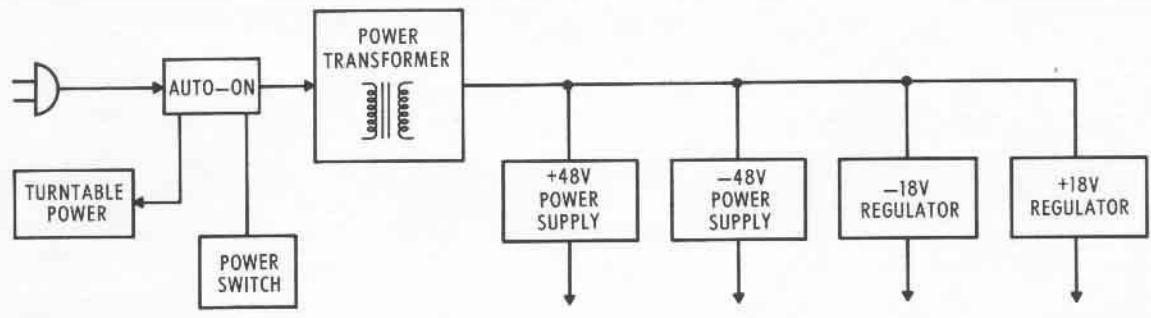 POWER
TRANSFORMER
AUTO–ON
TURNTABLE
POWER
POWER
SWITCH
+48V
POWER
SUPPLY
–48V
POWER
SUPPLY
–18V
REGULATOR
+18V
REGULATOR